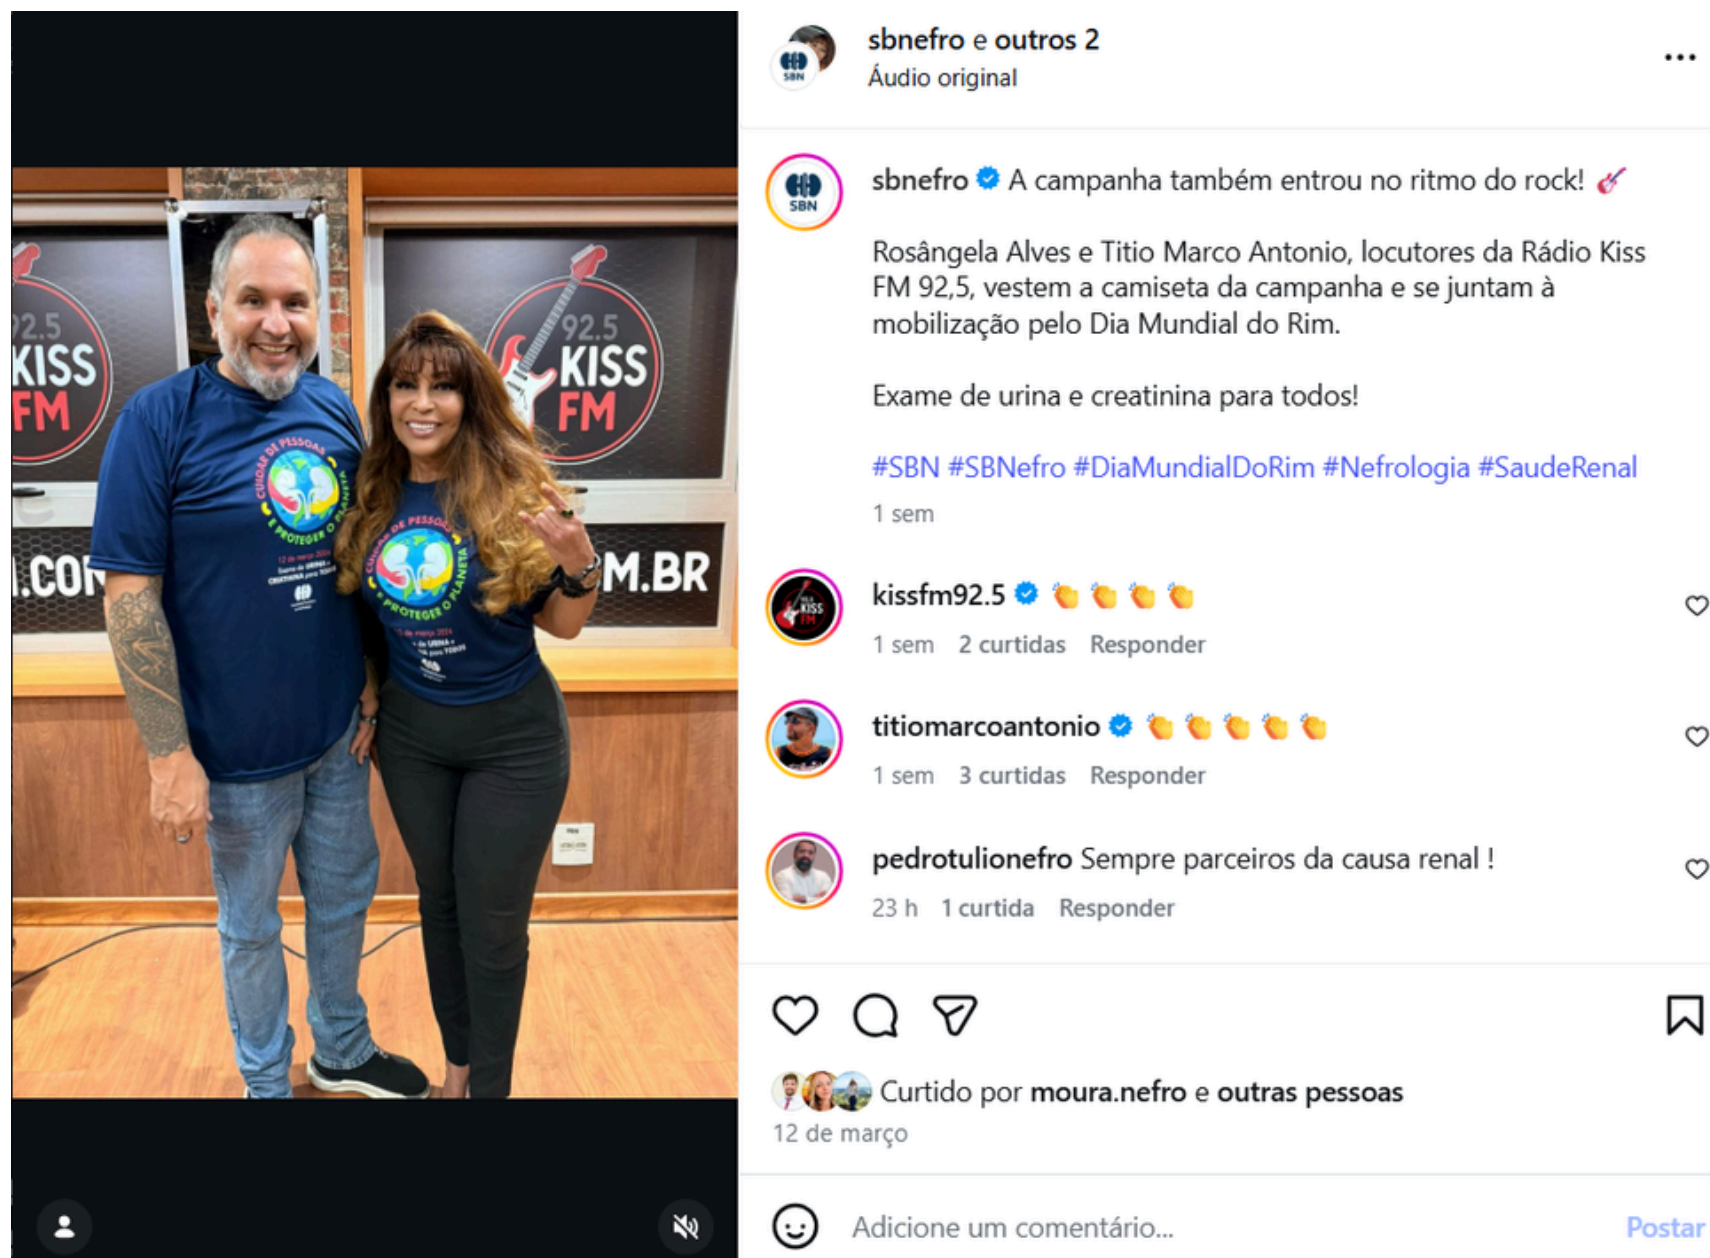 sbnefro e outros 2
Áudio original
SBN
sbnefro A campanha também entrou no ritmo do rock! 🎸
Rosângela Alves e Titio Marco Antonio, locutores da Rádio Kiss
FM 92,5, vestem a camiseta da campanha e se juntam à
mobilização pelo Dia Mundial do Rim.
Exame de urina e creatinina para todos!
#SBN #SBNefro #DiaMundialDoRim #Nefrologia #SaudeRenal
1 sem
SBN
kissfm92.5 👏👏👏👏
1 sem 2 curtidas Responder
KISS
FM
titiomarcoantonio 👏👏👏👏👏
1 sem 3 curtidas Responder
pedrotulionefro Sempre parceiros da causa renal !
23 h 1 curtida Responder
Curtido por moura.nefro e outras pessoas
12 de março
Adicione um comentário...
Postar
92.5
KISS
FM
92.5
KISS
FM
M.BR
CUIDAR DE PESSOAS
E PROTEGER O PLANETA
CUIDAR DE PESSOAS
E PROTEGER O PLANETA